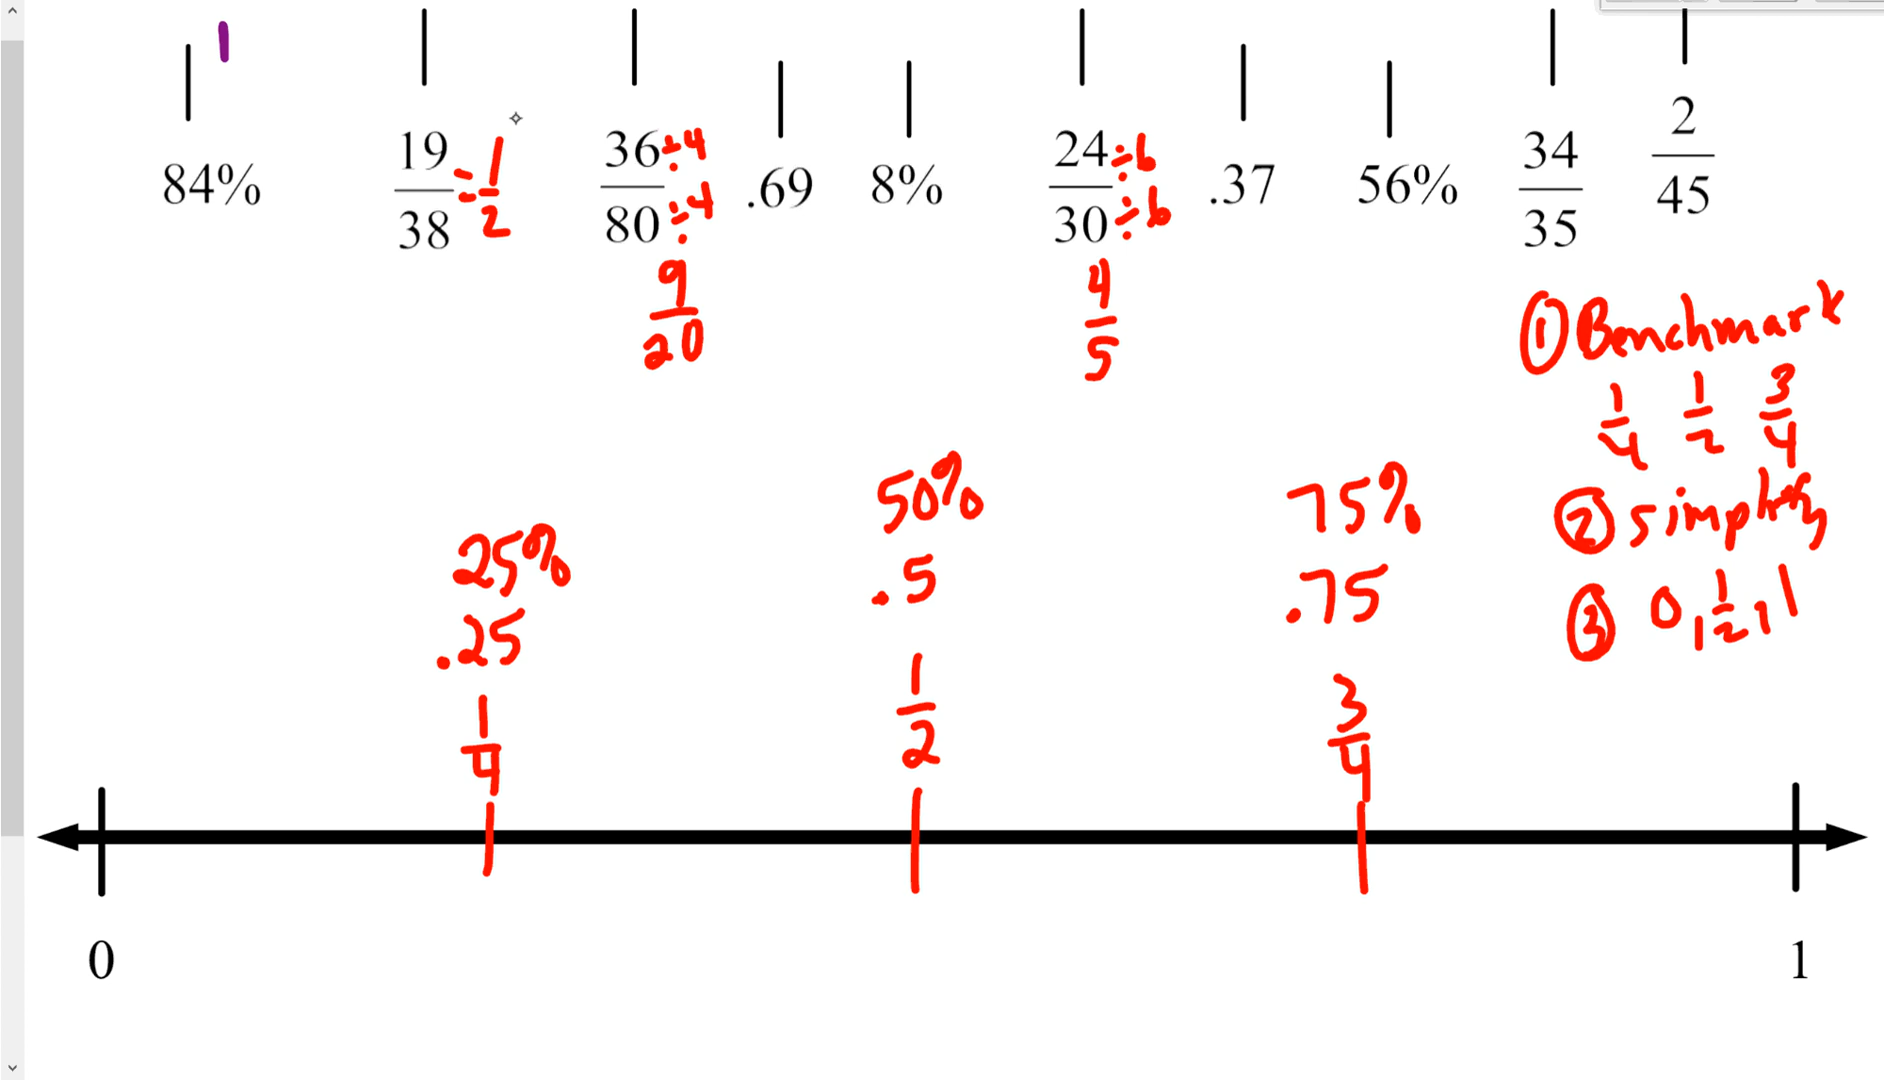 84% 19/38 = 1/2 36÷4/80÷4 .69 8% 24÷6/30÷6 .37 56% 34/35 2/45
9/20 4/5
① Benchmark
1/4 1/2 3/4
② simplify
③ 0, 1/2, 1
25% 50% 75%
.25 .5 .75
1/4 1/2 3/4
0 1